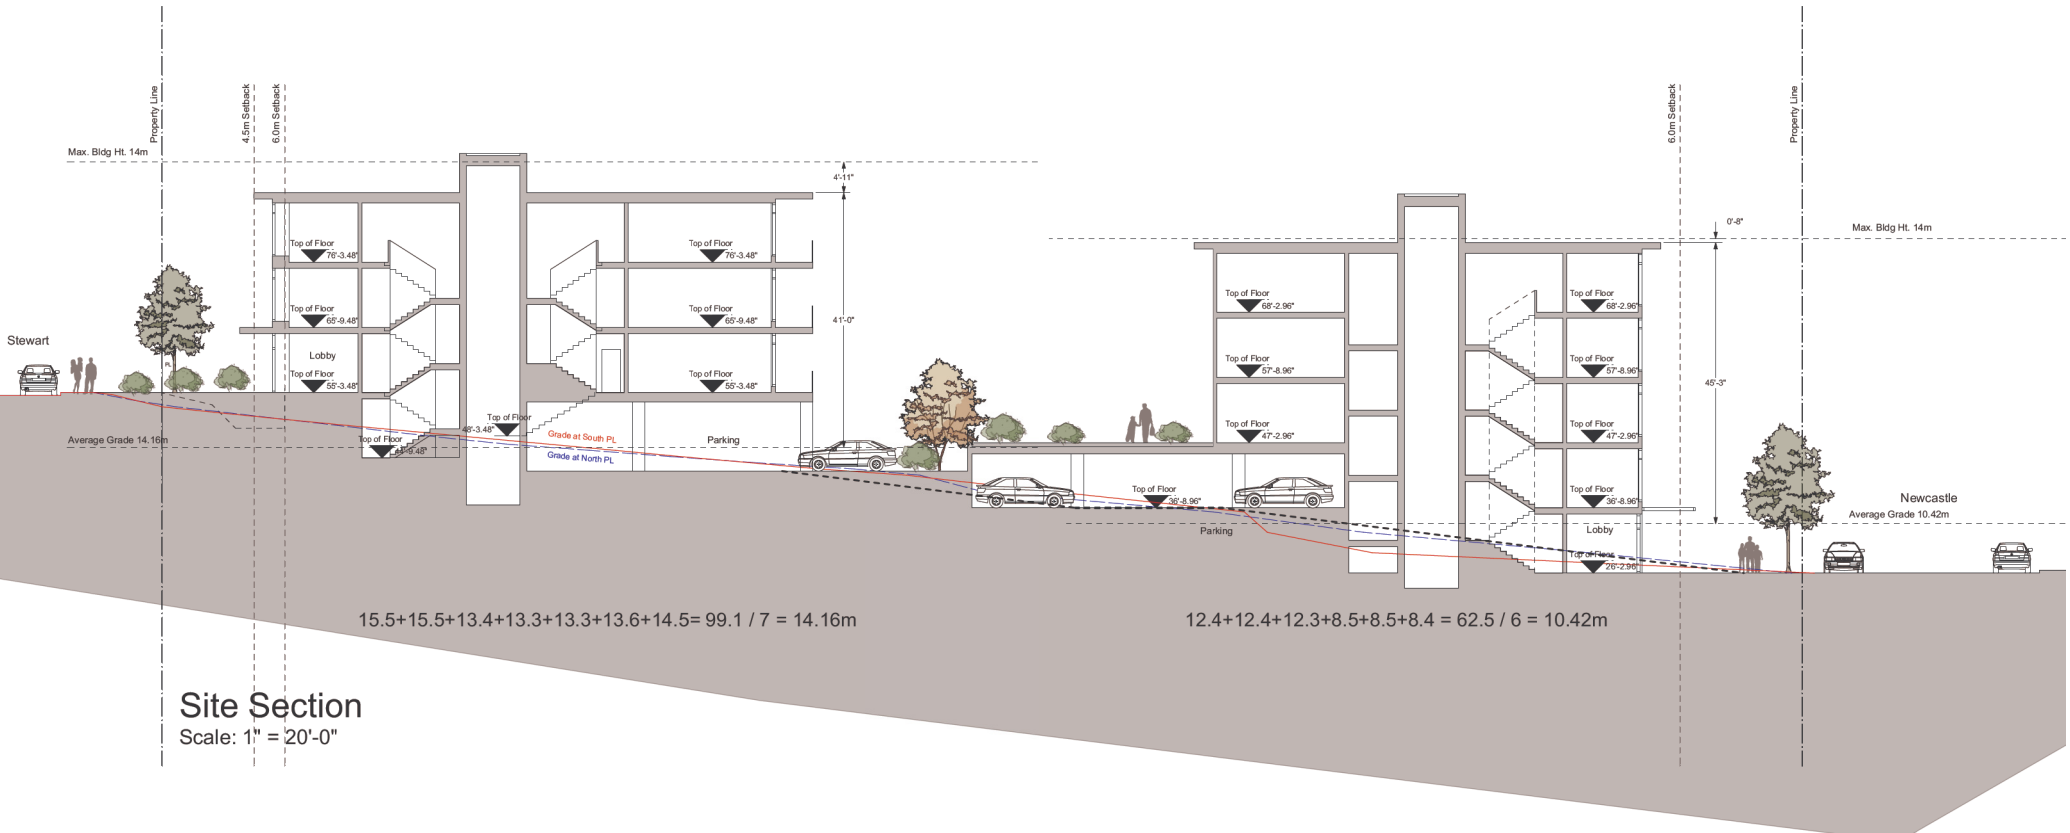 Property Line
4.5m Setback
6.0m Setback
Max. Bldg Ht. 14m
4'-11"
Top of Floor
76'-3.48"
Top of Floor
76'-3.48"
Top of Floor
65'-9.48"
Top of Floor
65'-9.48"
41'-0"
Stewart
PL
Lobby
Top of Floor
55'-3.48"
Top of Floor
55'-3.48"
Top of Floor
48'-3.48"
Average Grade 14.16m
Top of Floor
Grade at South PL
Grade at North PL
Parking
6.0m Setback
Property Line
0'-8"
Max. Bldg Ht. 14m
Top of Floor
68'-2.96"
Top of Floor
68'-2.96"
Top of Floor
57'-8.96"
Top of Floor
57'-8.96"
45'-3"
Top of Floor
47'-2.96"
Top of Floor
47'-2.96"
Top of Floor
36'-8.96"
Top of Floor
36'-8.96"
Newcastle
Average Grade 10.42m
Parking
Lobby
Top of Floor
26'-2.96"
15.5+15.5+13.4+13.3+13.3+13.6+14.5= 99.1 / 7 = 14.16m
12.4+12.4+12.3+8.5+8.5+8.4 = 62.5 / 6 = 10.42m
Site Section
Scale: 1" = 20'-0"